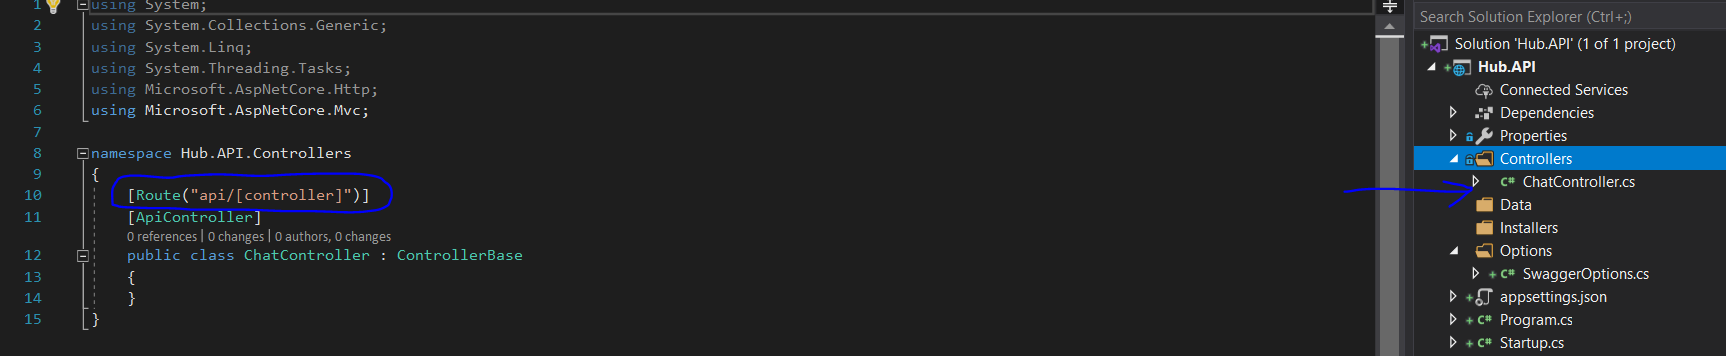 1 using System;
2 using System.Collections.Generic;
3 using System.Linq;
4 using System.Threading.Tasks;
5 using Microsoft.AspNetCore.Http;
6 using Microsoft.AspNetCore.Mvc;
7
8 namespace Hub.API.Controllers
9 {
10 [Route("api/[controller]")]
11 [ApiController]
0 references | 0 changes | 0 authors, 0 changes
12 public class ChatController : ControllerBase
13 {
14 }
15 }
Search Solution Explorer (Ctrl+;)
Solution 'Hub.API' (1 of 1 project)
Hub.API
Connected Services
Dependencies
Properties
Controllers
C# ChatController.cs
Data
Installers
Options
C# SwaggerOptions.cs
appsettings.json
C# Program.cs
C# Startup.cs